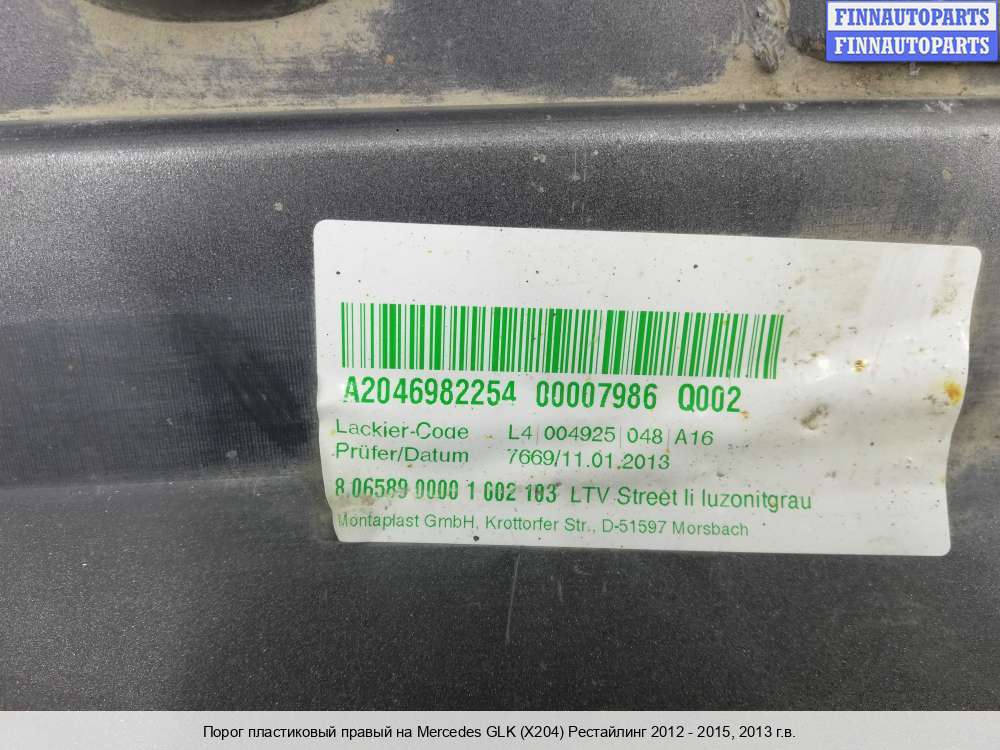 FINNAUTOPARTS
FINNAUTOPARTS
A2046982254 00007986 Q002
Lackier-Code L4|004925|048|A16
Prüfer/Datum 7669/11.01.2013
8.06589.0000 1 602 103 LTV Street li luzonitgrau
Montaplast GmbH, Krottorfer Str., D-51597 Morsbach
Порог пластиковый правый на Mercedes GLK (X204) Рестайлинг 2012 - 2015, 2013 г.в.